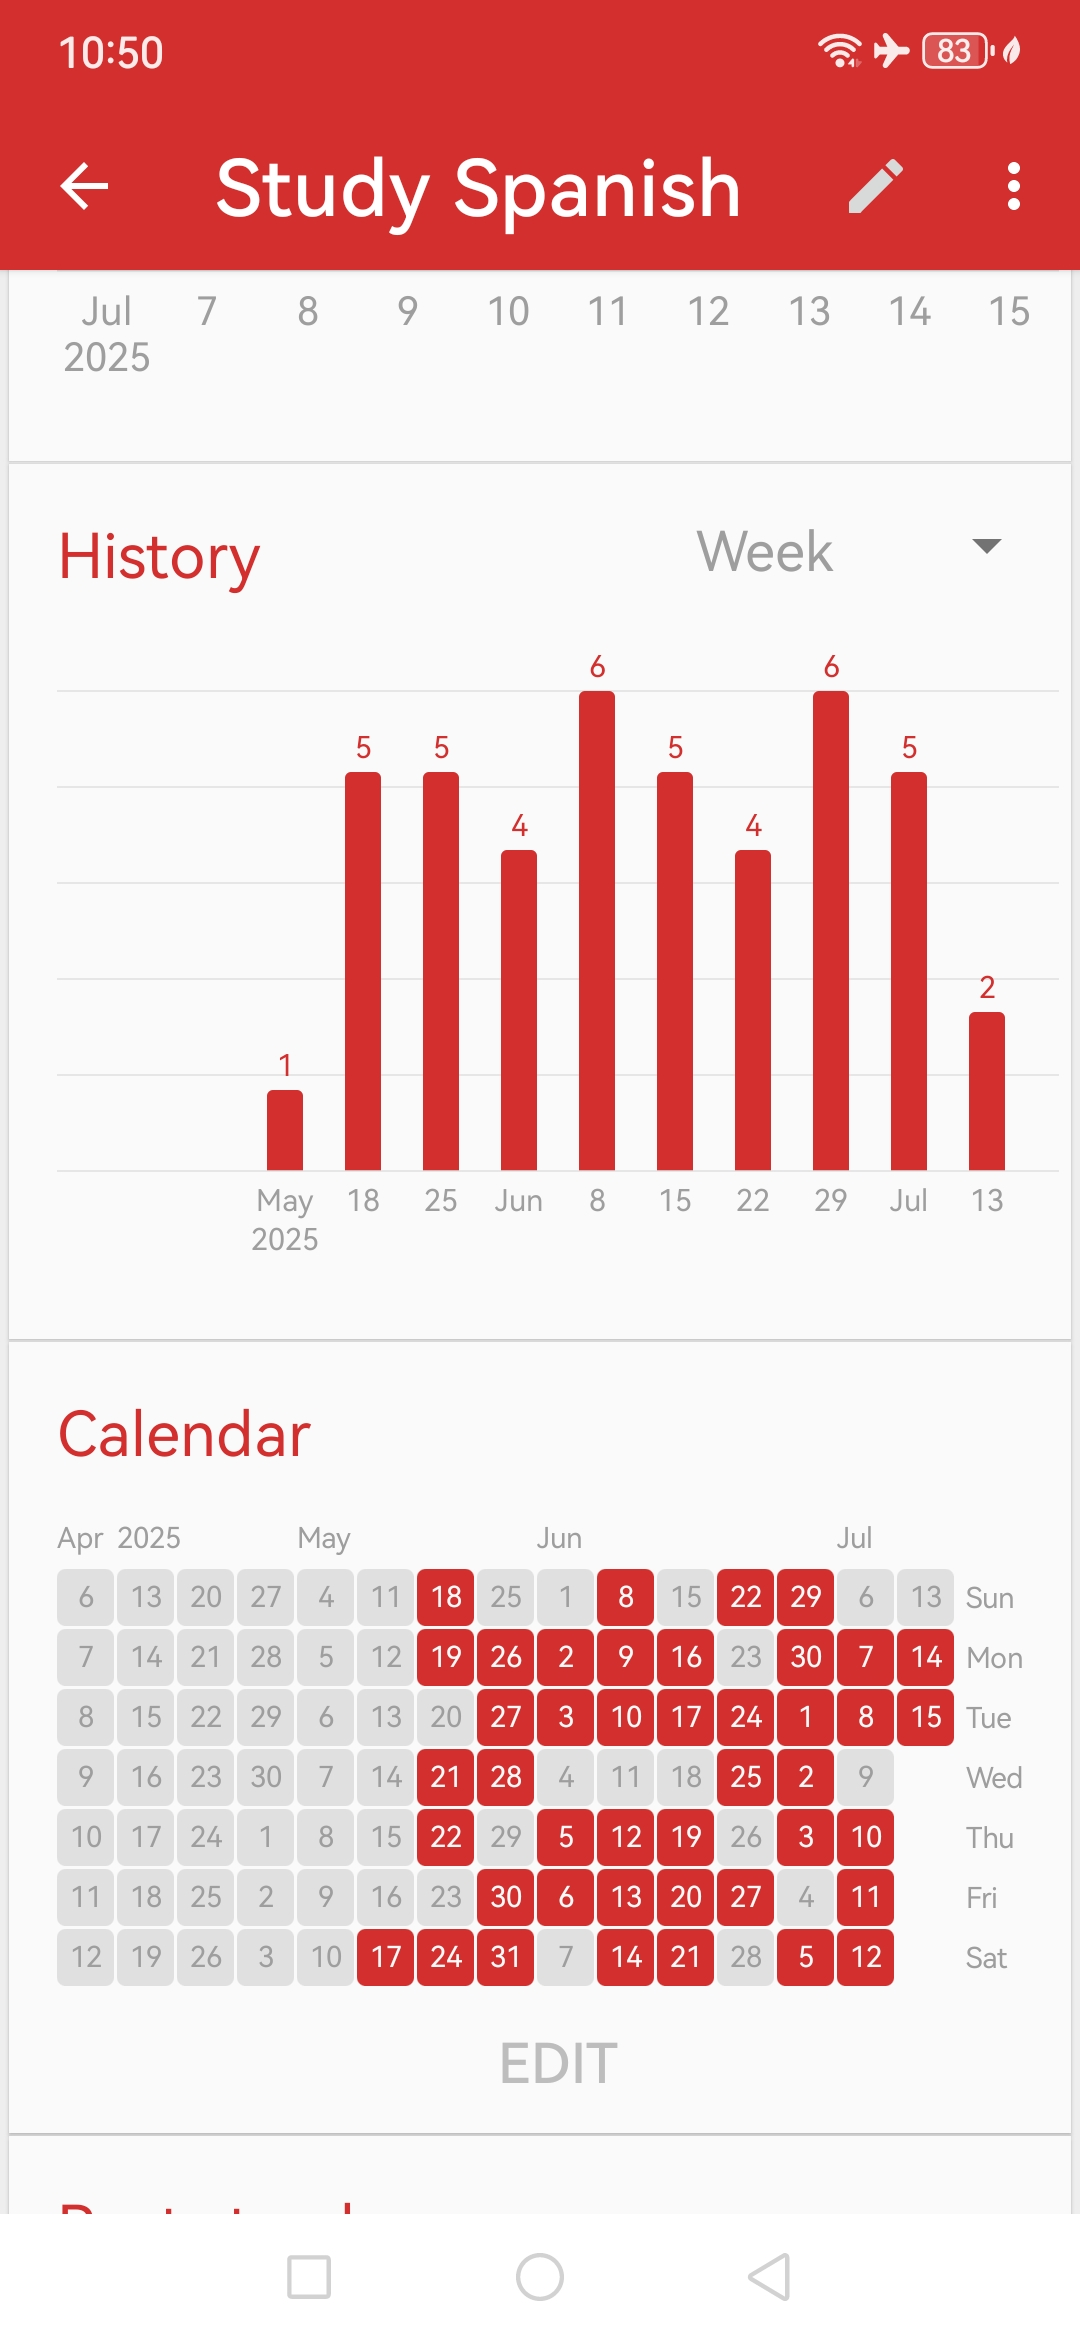 10:50
83
Study Spanish
Jul 7 8 9 10 11 12 13 14 15
2025
History
Week
6 6
5 5 5 5
4 4
2
1
May 18 25 Jun 8 15 22 29 Jul 13
2025
Calendar
Apr 2025 May Jun Jul
6 13 20 27 4 11 18 25 1 8 15 22 29 6 13 Sun
7 14 21 28 5 12 19 26 2 9 16 23 30 7 14 Mon
8 15 22 29 6 13 20 27 3 10 17 24 1 8 15 Tue
9 16 23 30 7 14 21 28 4 11 18 25 2 9 Wed
10 17 24 1 8 15 22 29 5 12 19 26 3 10 Thu
11 18 25 2 9 16 23 30 6 13 20 27 4 11 Fri
12 19 26 3 10 17 24 31 7 14 21 28 5 12 Sat
EDIT